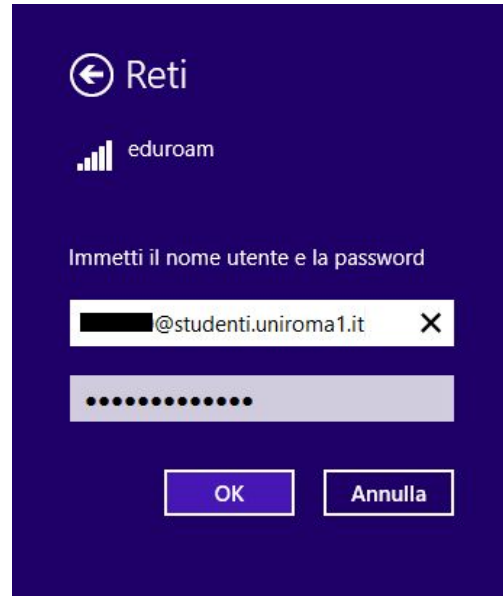 Reti
eduroam
Immetti il nome utente e la password
@studenti.uniroma1.it
•••••••••••••
OK
Annulla